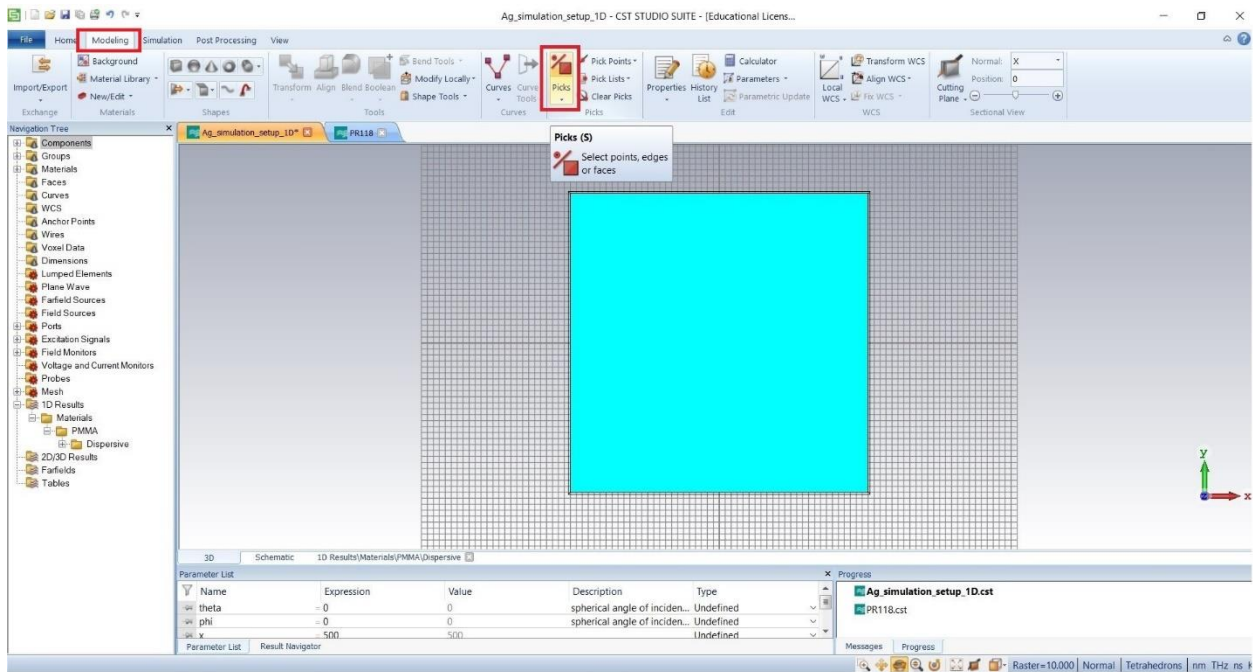 Ag_simulation_setup_1D - CST STUDIO SUITE - [Educational Licens...
File Home Modeling Simulation Post Processing View
Import/Export
Exchange
Background
Material Library
New/Edit
Materials
Shapes
Transform Align Blend Boolean
Bend Tools
Modify Locally
Shape Tools
Tools
Curves Curve Tools
Curves
Picks
Pick Points
Pick Lists
Clear Picks
Picks
Properties History List
Calculator
Parameters
Parametric Update
Edit
Local WCS
Transform WCS
Align WCS
Fix WCS
WCS
Cutting Plane
Normal: X
Position: 0
Sectional View
Navigation Tree
Components
Groups
Materials
Faces
Curves
WCS
Anchor Points
Wires
Voxel Data
Dimensions
Lumped Elements
Plane Wave
Farfield Sources
Field Sources
Ports
Excitation Signals
Field Monitors
Voltage and Current Monitors
Probes
Mesh
1D Results
Materials
PMMA
Dispersive
2D/3D Results
Farfields
Tables
Ag_simulation_setup_1D* PR118
Picks (S)
Select points, edges
or faces
y
x
3D Schematic 1D Results\Materials\PMMA\Dispersive
Parameter List
Name Expression Value Description Type
theta = 0 0 spherical angle of inciden... Undefined
phi = 0 0 spherical angle of inciden... Undefined
x = 500 500 Undefined
Parameter List Result Navigator
Progress
Ag_simulation_setup_1D.cst
PR118.cst
Messages Progress
Raster=10.000 Normal Tetrahedrons nm THz ns K